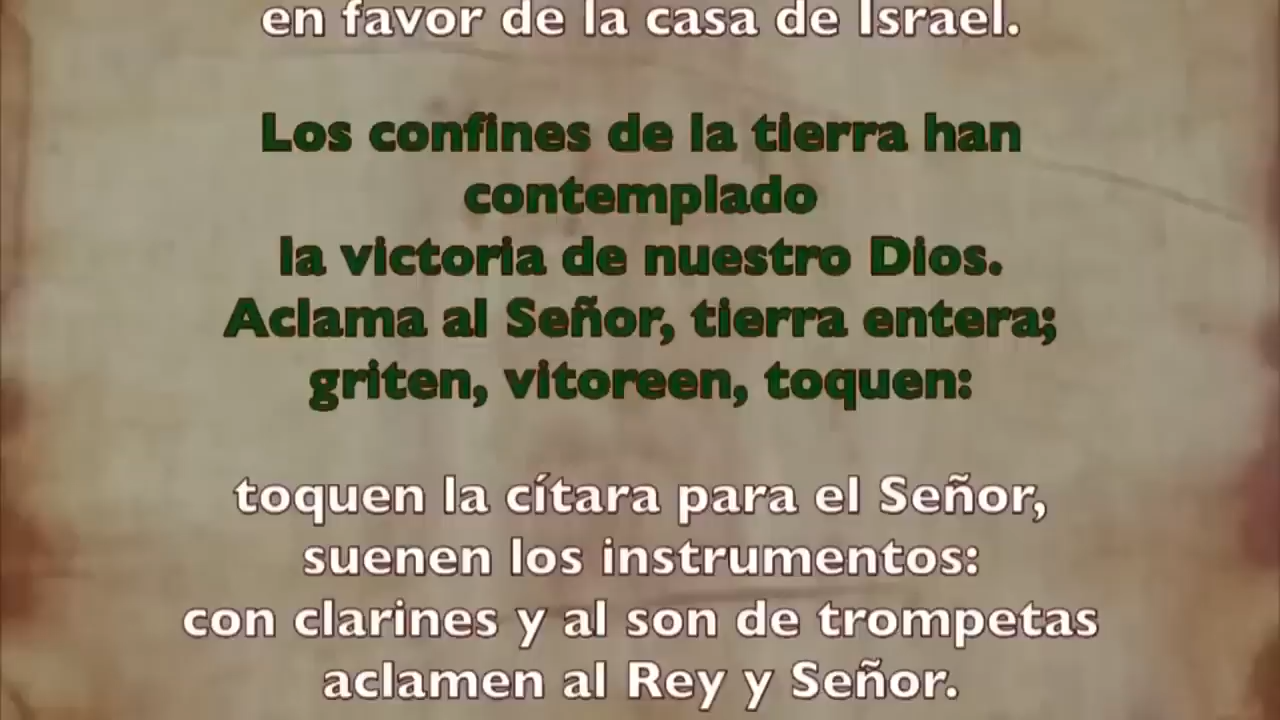 en favor de la casa de Israel.
Los confines de la tierra han
contemplado
la victoria de nuestro Dios.
Aclama al Señor, tierra entera;
griten, vitoreen, toquen:
toquen la cítara para el Señor,
suenen los instrumentos:
con clarines y al son de trompetas
aclamen al Rey y Señor.